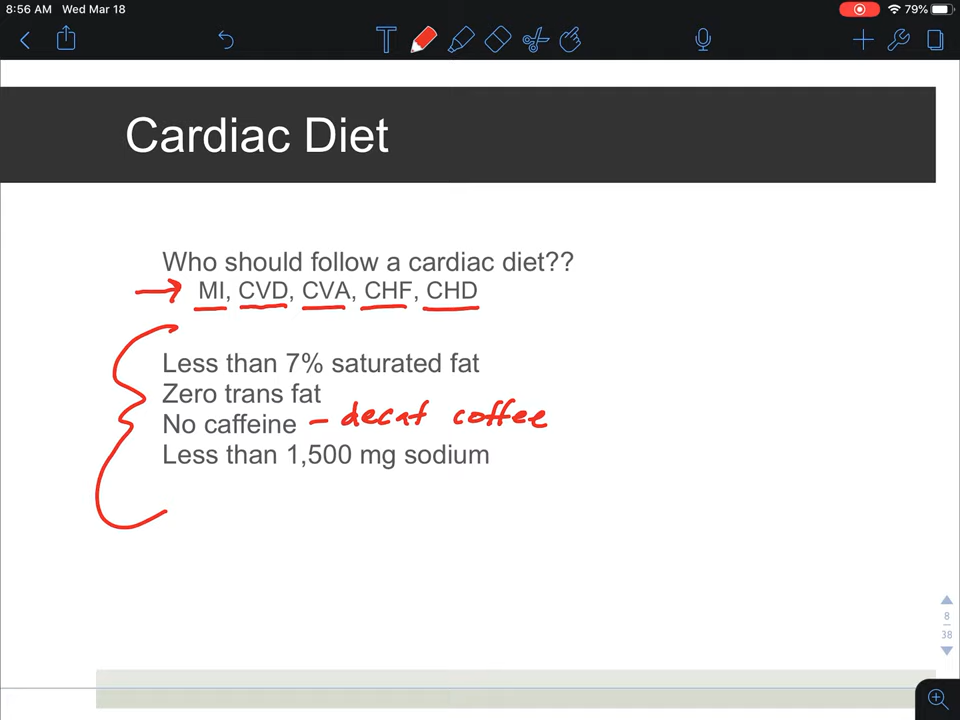 8:56 AM Wed Mar 18
79%
T
Cardiac Diet
Who should follow a cardiac diet??
MI, CVD, CVA, CHF, CHD
Less than 7% saturated fat
Zero trans fat
No caffeine - decaf coffee
Less than 1,500 mg sodium
8
38